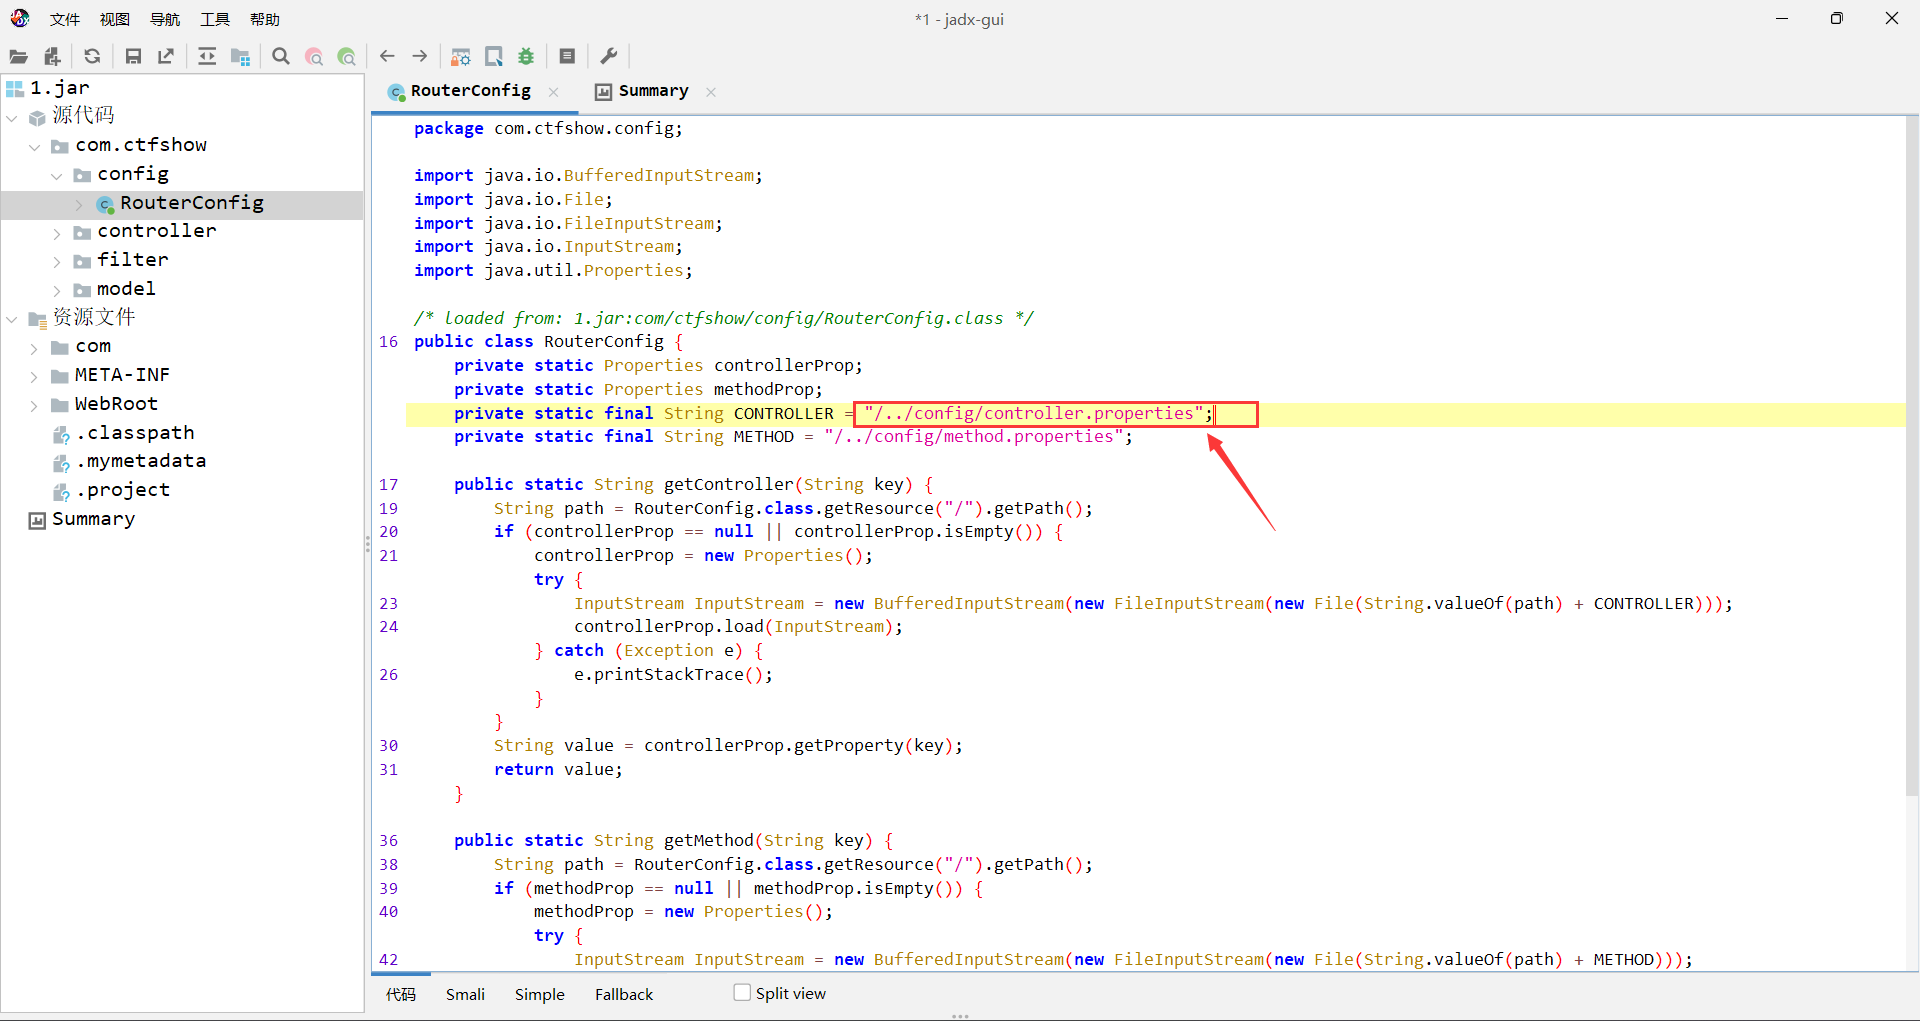 文件 视图 导航 工具 帮助
*1 - jadx-gui
1.jar
源代码
com.ctfshow
config
RouterConfig
controller
filter
model
资源文件
com
META-INF
WebRoot
.classpath
.mymetadata
.project
Summary
RouterConfig Summary
package com.ctfshow.config;
import java.io.BufferedInputStream;
import java.io.File;
import java.io.FileInputStream;
import java.io.InputStream;
import java.util.Properties;
/* loaded from: 1.jar:com/ctfshow/config/RouterConfig.class */
16 public class RouterConfig {
private static Properties controllerProp;
private static Properties methodProp;
private static final String CONTROLLER = "/../config/controller.properties";
private static final String METHOD = "/../config/method.properties";
17 public static String getController(String key) {
19 String path = RouterConfig.class.getResource("/").getPath();
20 if (controllerProp == null || controllerProp.isEmpty()) {
21 controllerProp = new Properties();
try {
23 InputStream InputStream = new BufferedInputStream(new FileInputStream(new File(String.valueOf(path) + CONTROLLER)));
24 controllerProp.load(InputStream);
} catch (Exception e) {
26 e.printStackTrace();
}
}
30 String value = controllerProp.getProperty(key);
31 return value;
}
36 public static String getMethod(String key) {
38 String path = RouterConfig.class.getResource("/").getPath();
39 if (methodProp == null || methodProp.isEmpty()) {
40 methodProp = new Properties();
try {
42 InputStream InputStream = new BufferedInputStream(new FileInputStream(new File(String.valueOf(path) + METHOD)));
代码 Smali Simple Fallback Split view